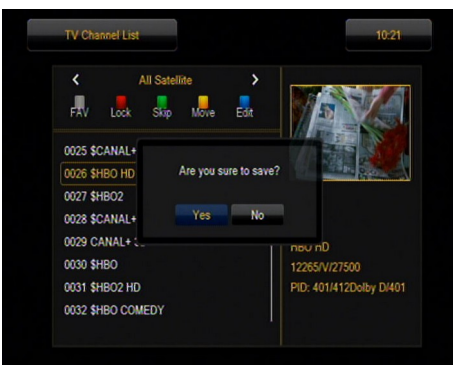 TV Channel List
10:21
< All Satellite >
FAV Lock Skip Move Edit
0025 $CANAL+
0026 $HBO HD
0027 $HBO2
0028 $CANAL+
0029 CANAL+
0030 $HBO
0031 $HBO2 HD
0032 $HBO COMEDY
Are you sure to save?
Yes No
HBO HD
12265/V/27500
PID: 401/412Dolby D/401